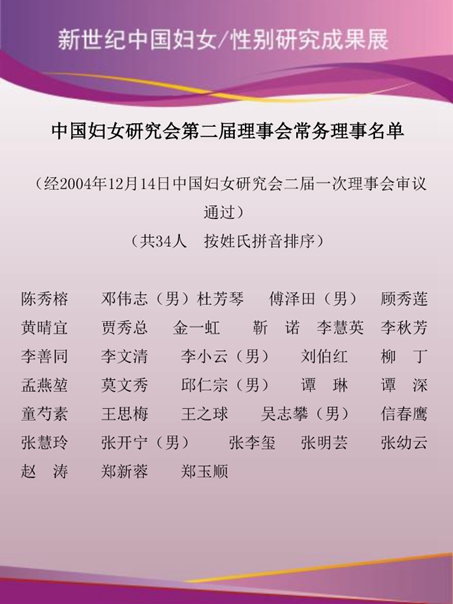 新世纪中国妇女/性别研究成果展
中国妇女研究会第二届理事会常务理事名单
（经2004年12月14日中国妇女研究会二届一次理事会审议
通过）
（共34人　按姓氏拼音排序）
陈秀榕　邓伟志（男）杜芳琴　傅泽田（男）　顾秀莲
黄晴宜　贾秀总　金一虹　靳　诺　李慧英　李秋芳
李善同　李文清　李小云（男）　刘伯红　柳　丁
孟燕堃　莫文秀　邱仁宗（男）　谭　琳　谭　深
童芍素　王思梅　王之球　吴志攀（男）　信春鹰
张慧玲　张开宁（男）　张李玺　张明芸　张幼云
赵　涛　郑新蓉　郑玉顺